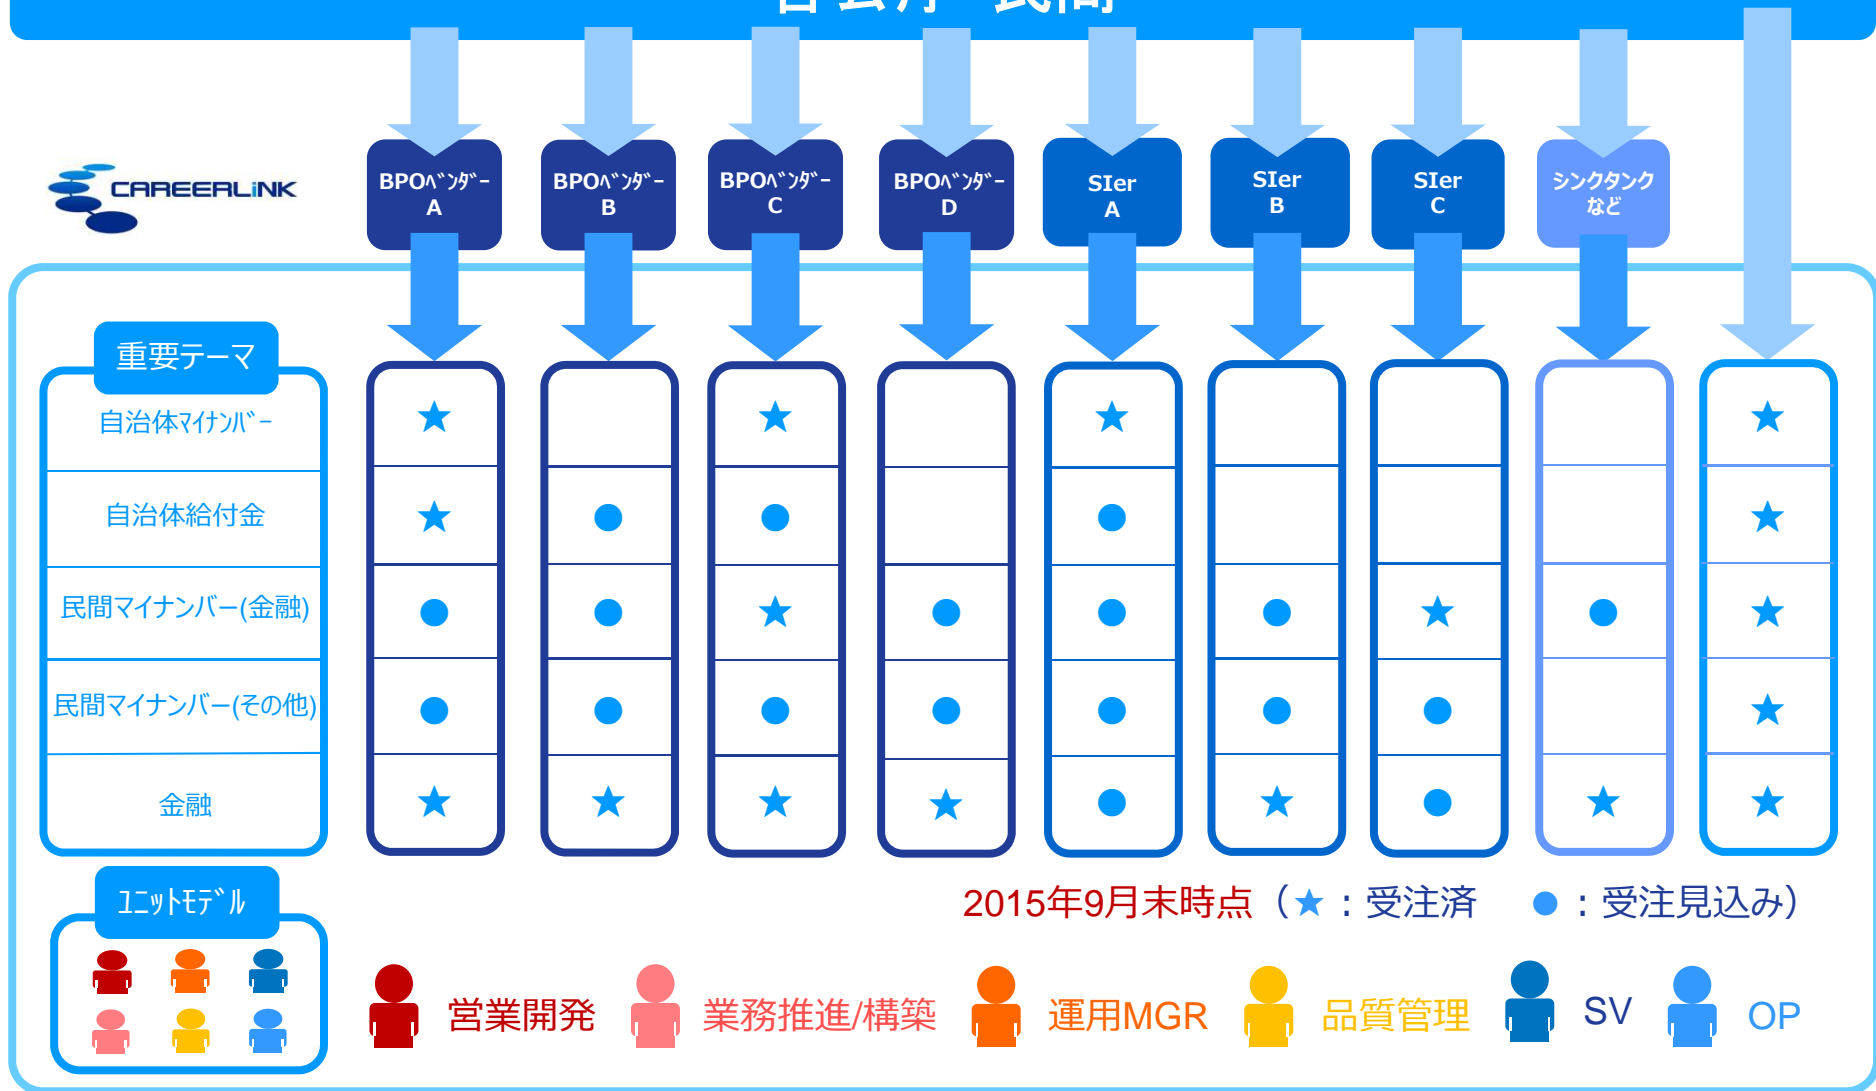 CAREERLiNK
BPOﾍﾞﾝﾀﾞｰ
A
BPOﾍﾞﾝﾀﾞｰ
B
BPOﾍﾞﾝﾀﾞｰ
C
BPOﾍﾞﾝﾀﾞｰ
D
SIer
A
SIer
B
SIer
C
シンクタンク
など
重要テーマ
自治体ﾏｲﾅﾝﾊﾞｰ
★ ★ ★ ★
自治体給付金
★ ● ● ● ★
民間マイナンバー(金融)
● ● ★ ● ● ● ★ ● ★
民間マイナンバー(その他)
● ● ● ● ● ● ● ★
金融
★ ★ ★ ★ ● ★ ● ★ ★
ﾕﾆｯﾄﾓﾃﾞﾙ
2015年9月末時点（★：受注済　●：受注見込み）
営業開発 業務推進/構築 運用MGR 品質管理 SV OP